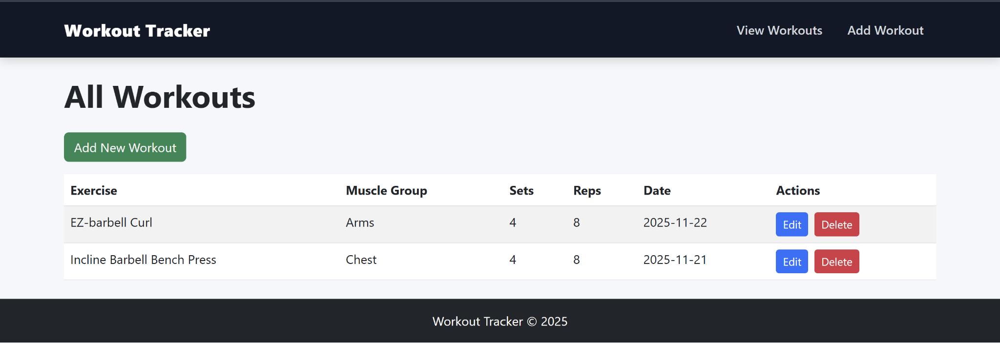 Workout Tracker View Workouts Add Workout
All Workouts
Add New Workout
Exercise Muscle Group Sets Reps Date Actions
EZ-barbell Curl Arms 4 8 2025-11-22 Edit Delete
Incline Barbell Bench Press Chest 4 8 2025-11-21 Edit Delete
Workout Tracker © 2025